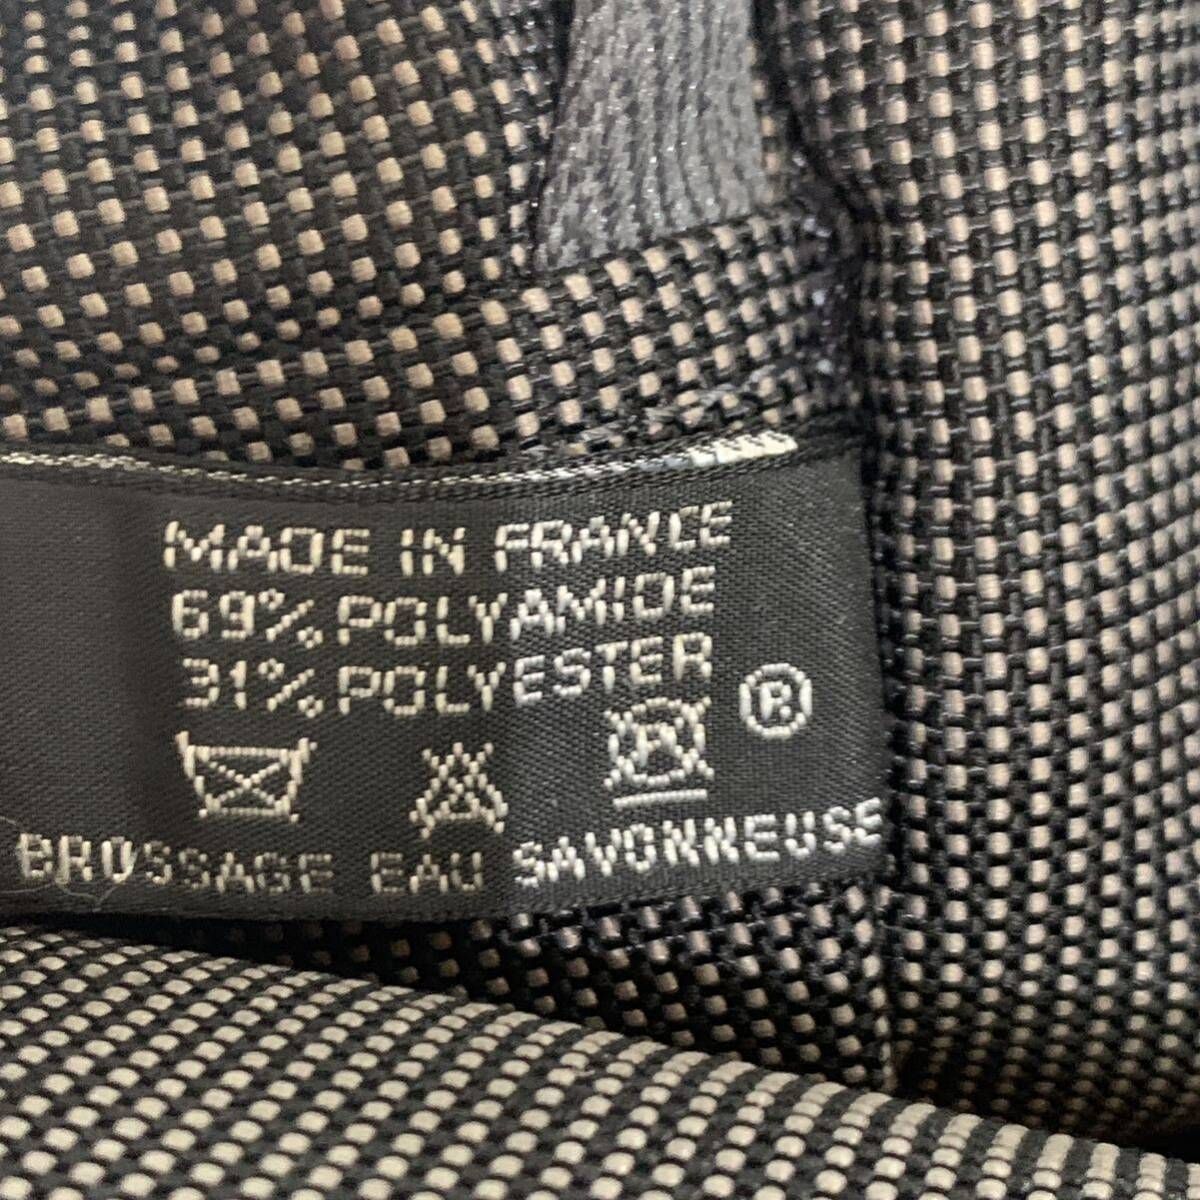 MADE IN FRANCE
69% POLYAMIDE
31% POLYESTER
®
BROSSAGE EAU SAVONNEUSE